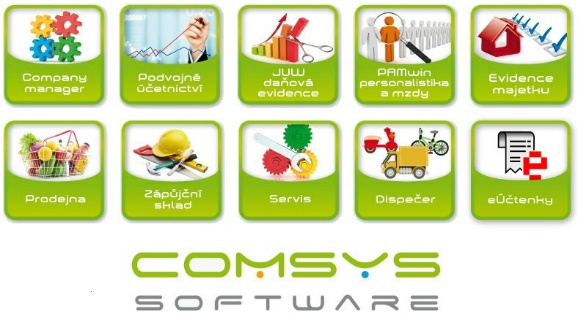 Company
manager
Podvojné
účetnictví
JUW
daňová
evidence
PAMwin
personalistika
a mzdy
Evidence
majetku
Prodejna
Zápůjční
sklad
Servis
Dispečer
eÚčtenky
COMSYS
SOFTWARE